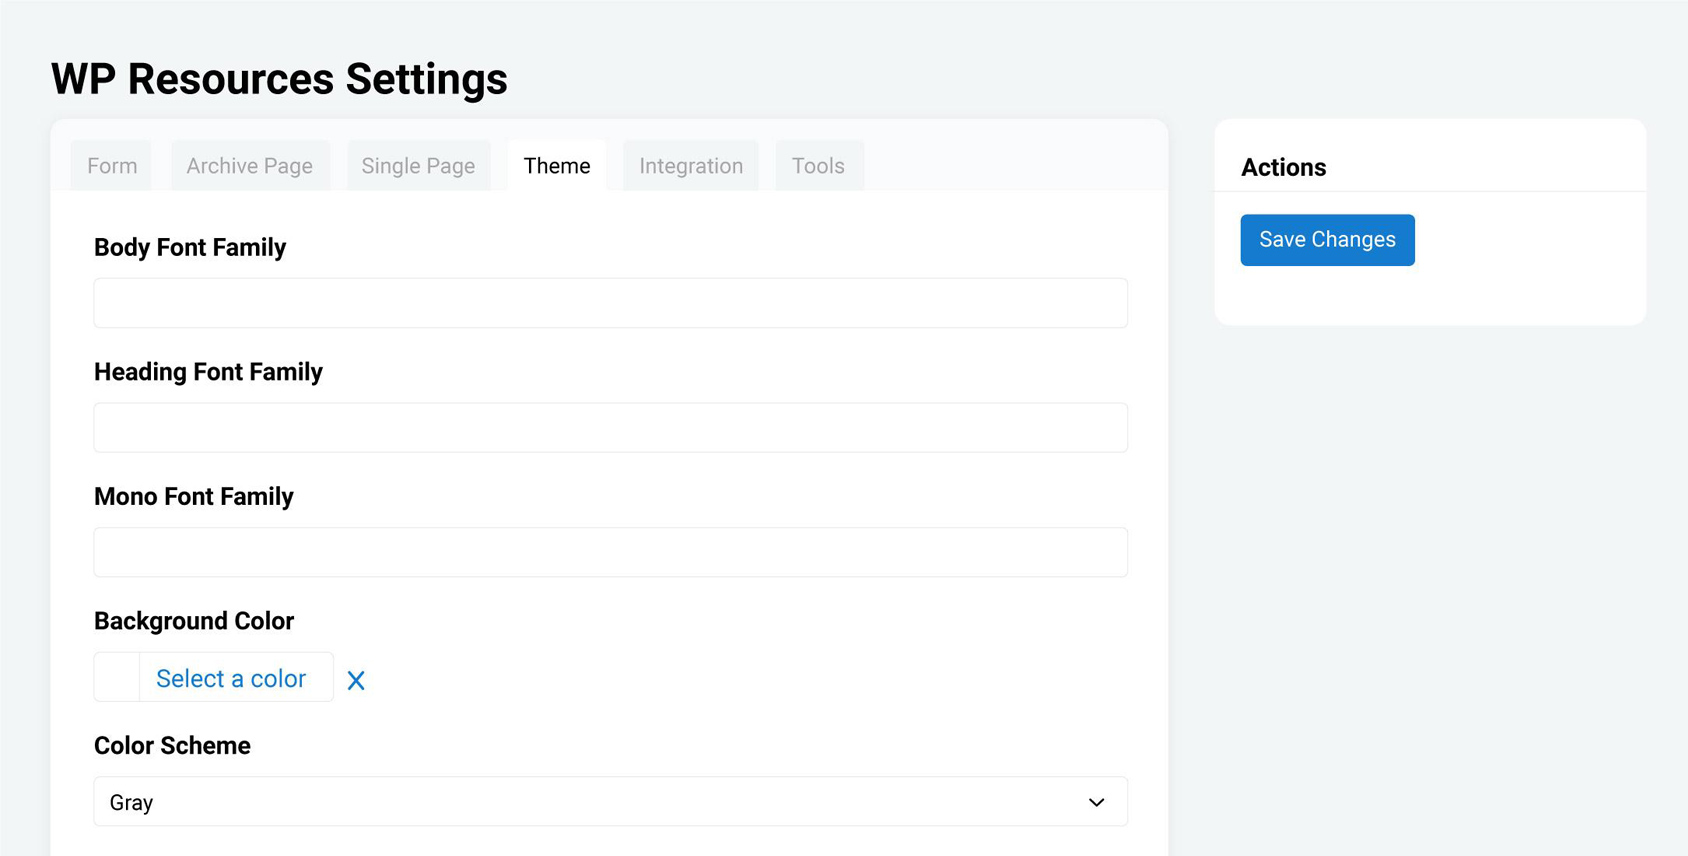 WP Resources Settings
Form
Archive Page
Single Page
Theme
Integration
Tools
Body Font Family
Heading Font Family
Mono Font Family
Background Color
Select a color
X
Color Scheme
Gray
Actions
Save Changes